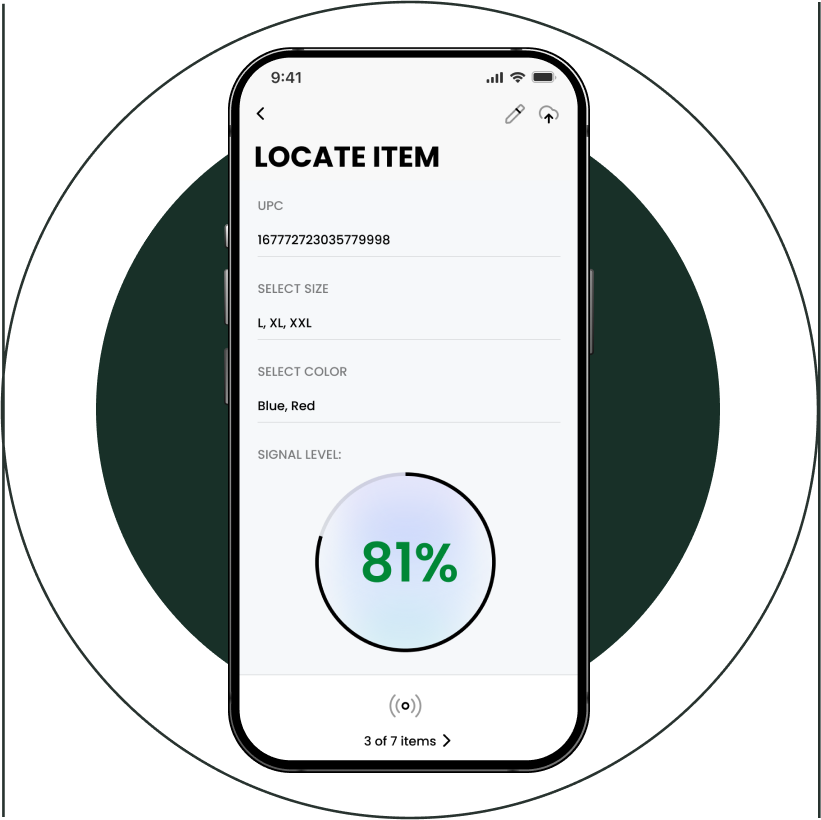 9:41
LOCATE ITEM
UPC
167772723035779998
SELECT SIZE
L, XL, XXL
SELECT COLOR
Blue, Red
SIGNAL LEVEL:
81%
3 of 7 items